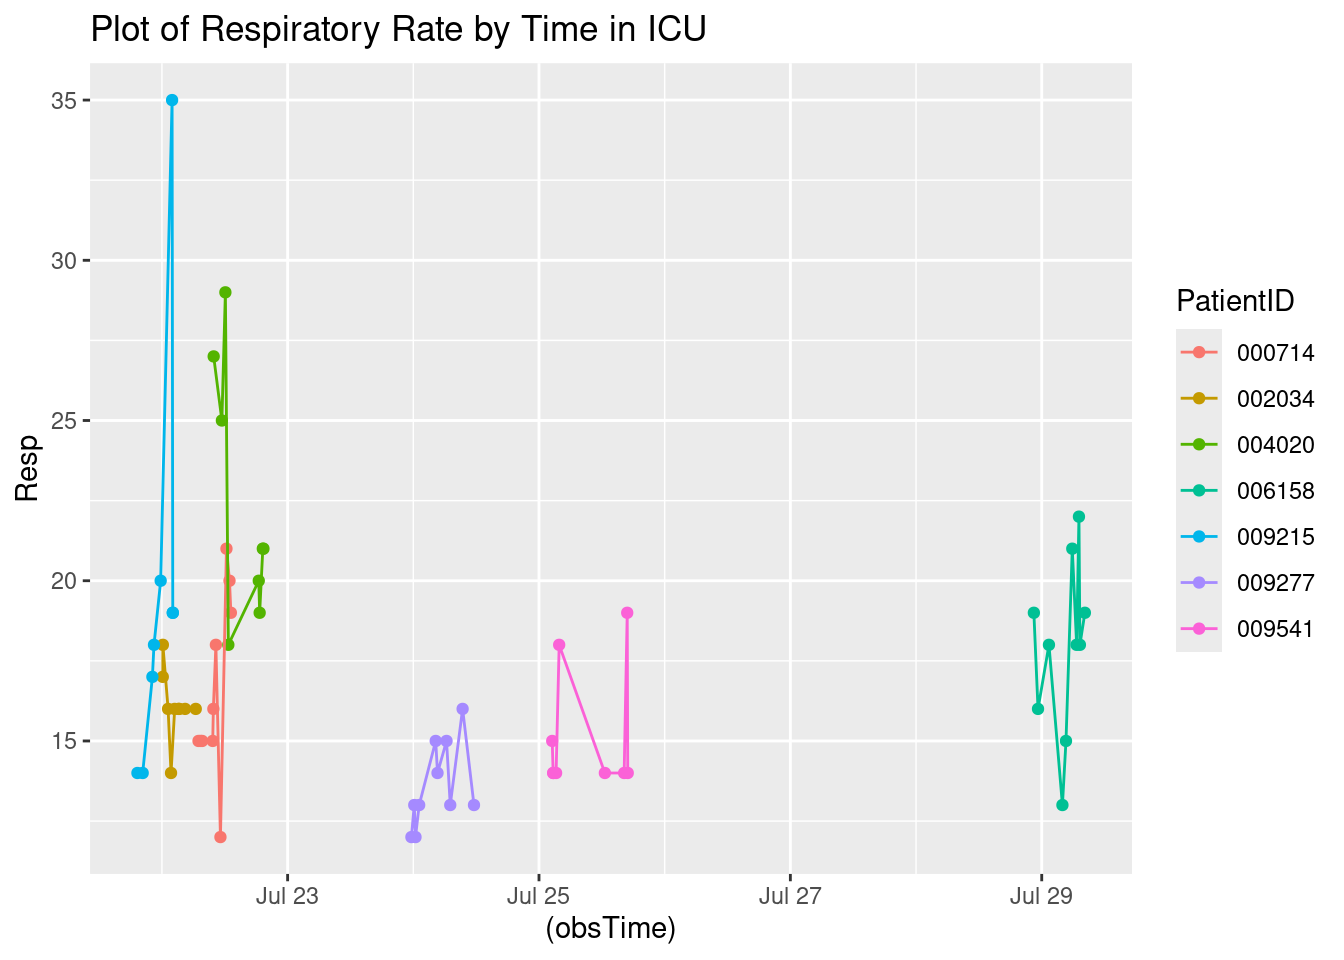 Plot of Respiratory Rate by Time in ICU
35
30
25
20
15
Resp
Jul 23
Jul 25
Jul 27
Jul 29
(obsTime)
PatientID
000714
002034
004020
006158
009215
009277
009541